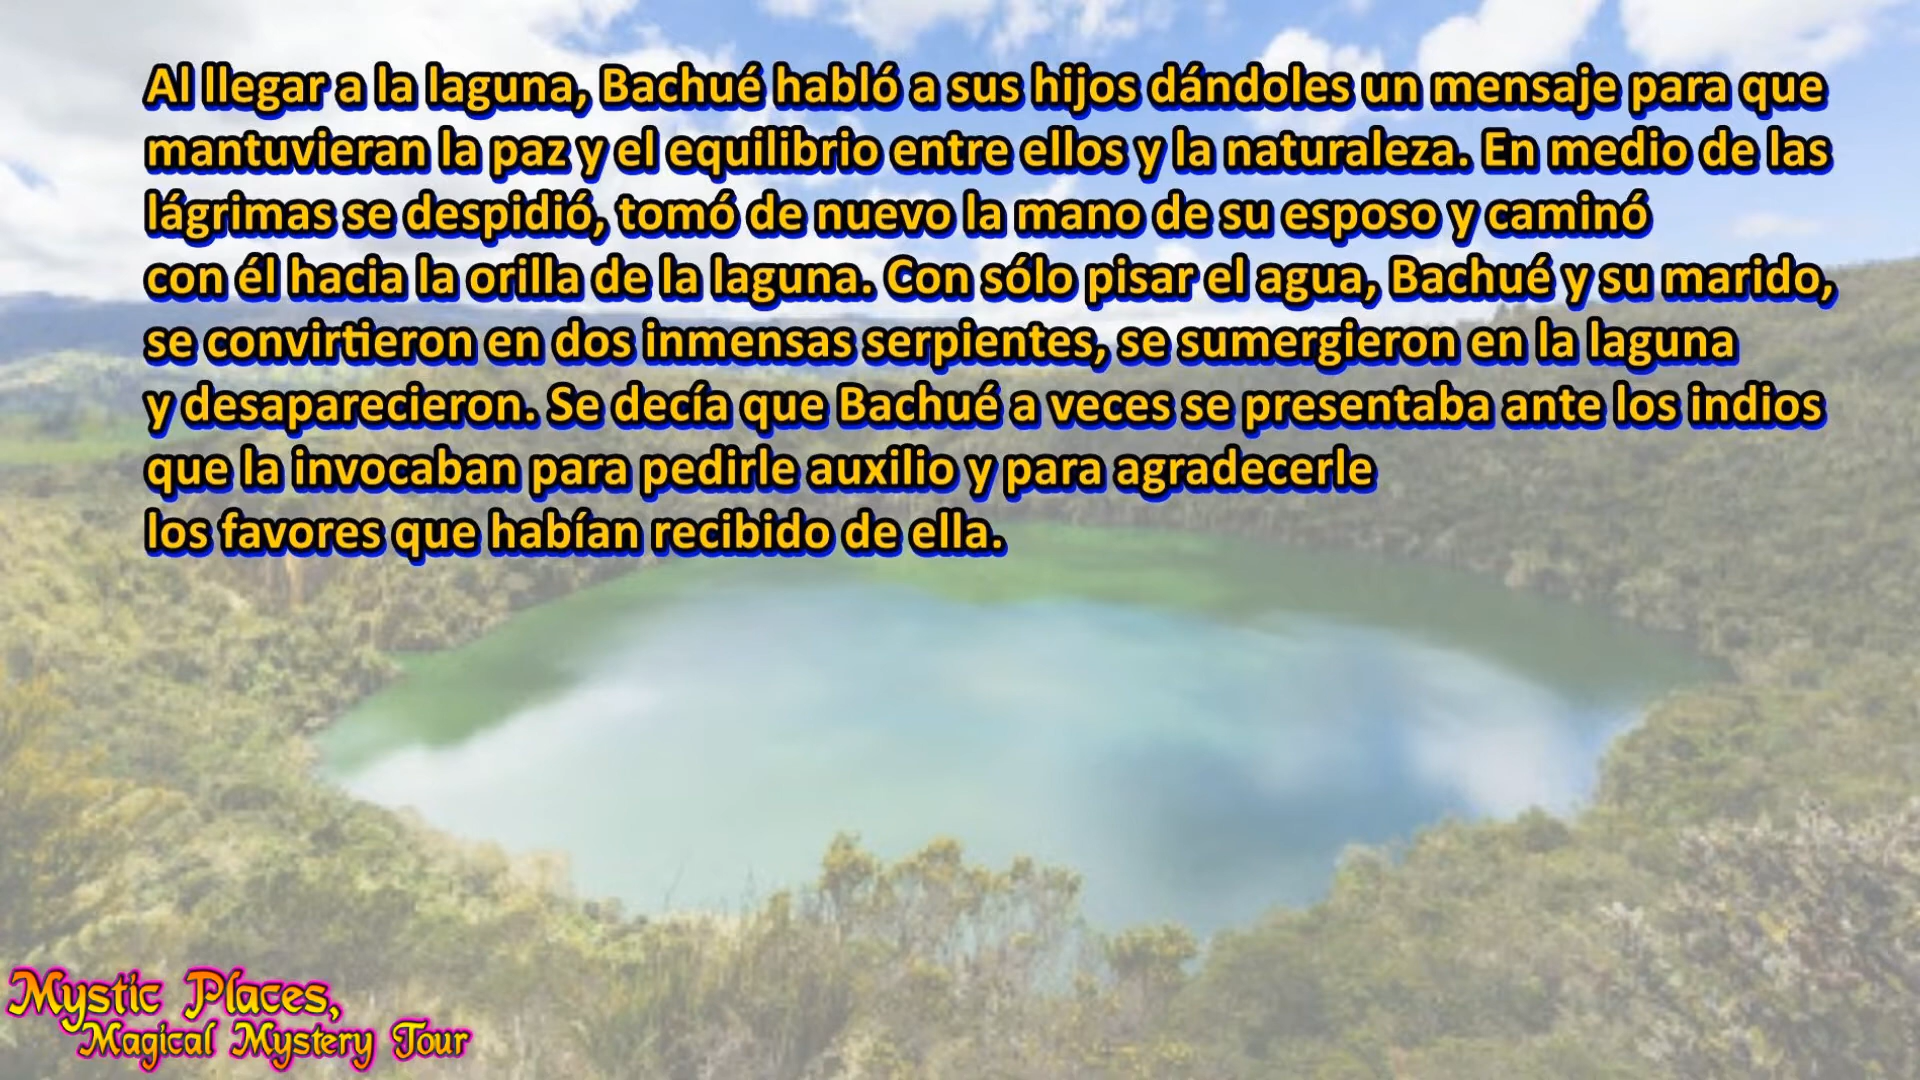 Al llegar a la laguna, Bachué habló a sus hijos dándoles un mensaje para que
mantuvieran la paz y el equilibrio entre ellos y la naturaleza. En medio de las
lágrimas se despidió, tomó de nuevo la mano de su esposo y caminó
con él hacia la orilla de la laguna. Con sólo pisar el agua, Bachué y su marido,
se convirtieron en dos inmensas serpientes, se sumergieron en la laguna
y desaparecieron. Se decía que Bachué a veces se presentaba ante los indios
que la invocaban para pedirle auxilio y para agradecerle
los favores que habían recibido de ella.
Mystic Places,
Magical Mystery Tour